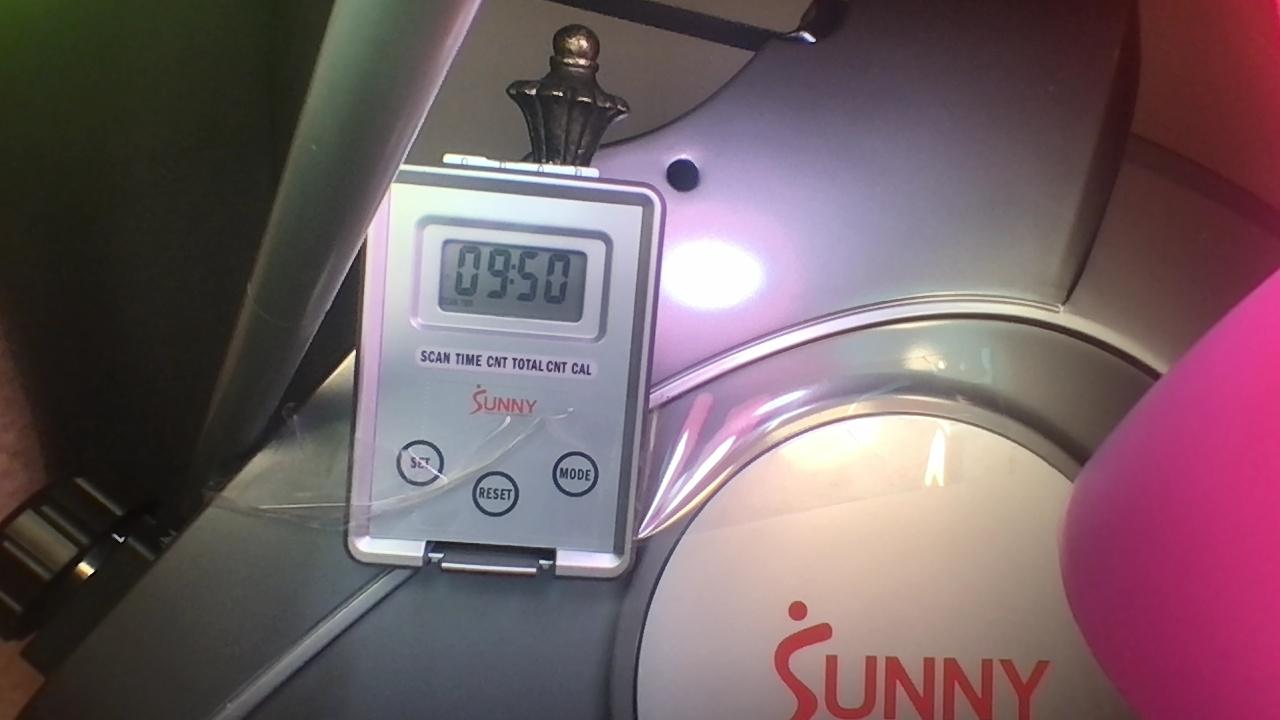 09:50
SCAN TIME CNT TOTAL CNT CAL
SUNNY
SET
RESET
MODE
SUNNY